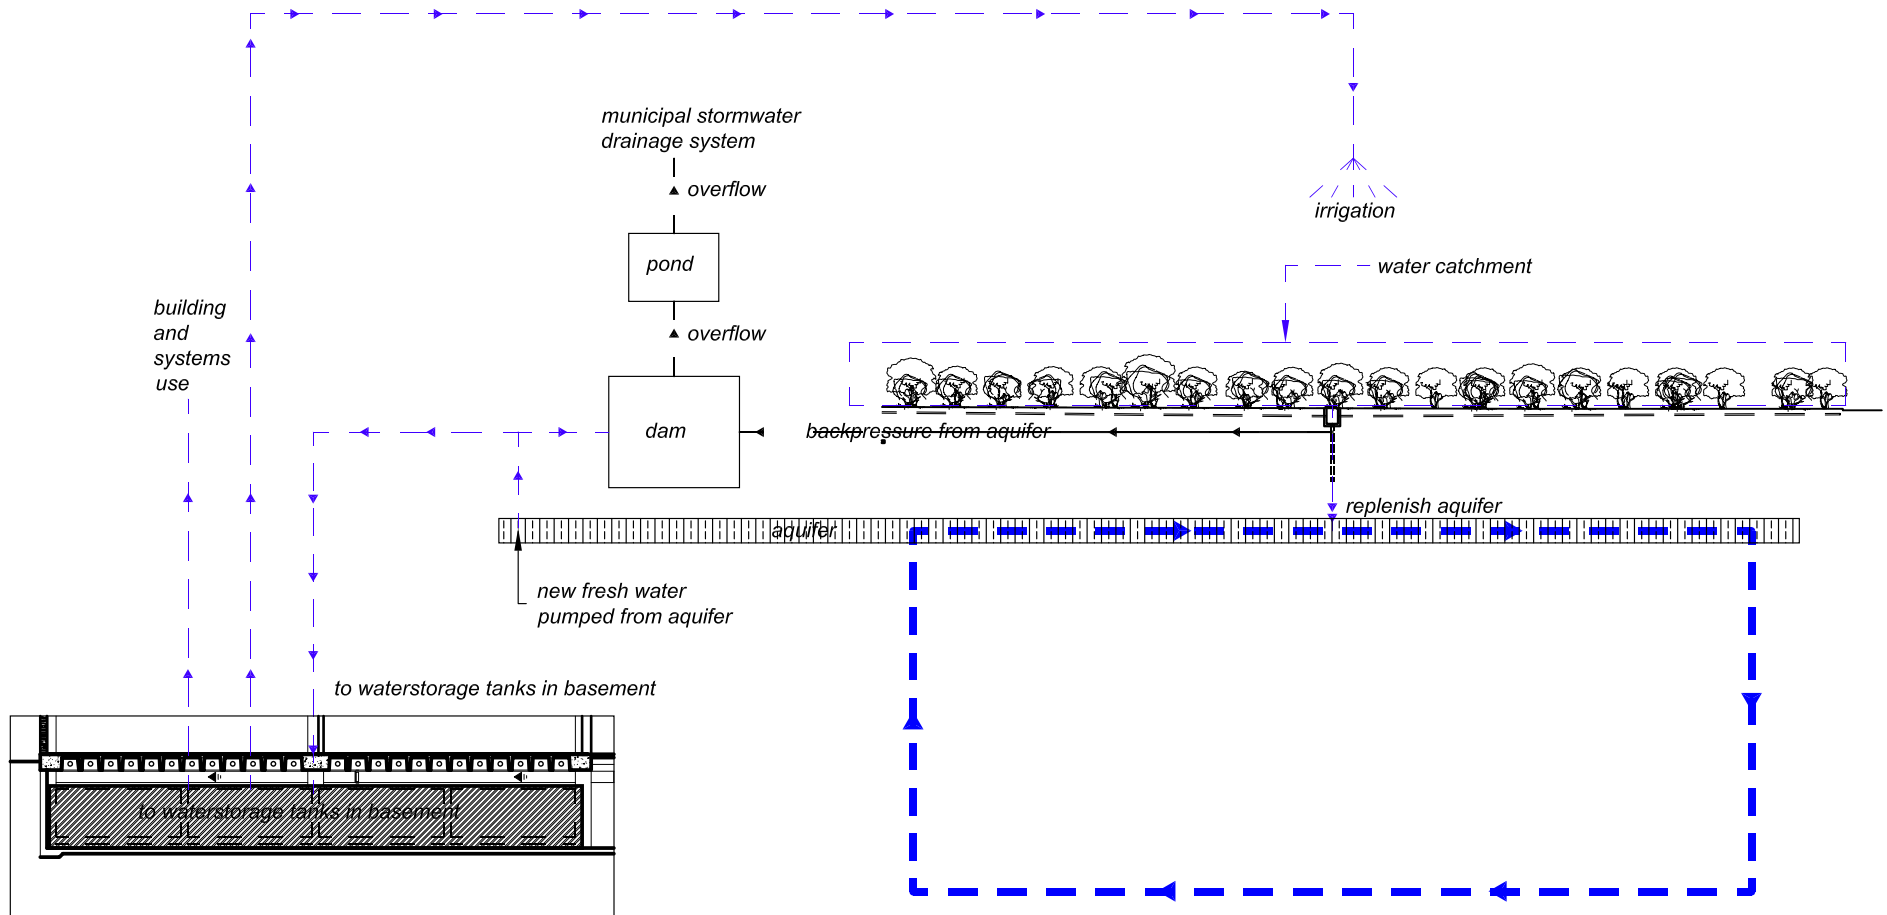 municipal stormwater
drainage system
overflow
irrigation
pond
water catchment
building
and
systems
use
overflow
dam
backpressure from aquifer
replenish aquifer
aquifer
new fresh water
pumped from aquifer
to waterstorage tanks in basement
to waterstorage tanks in basement